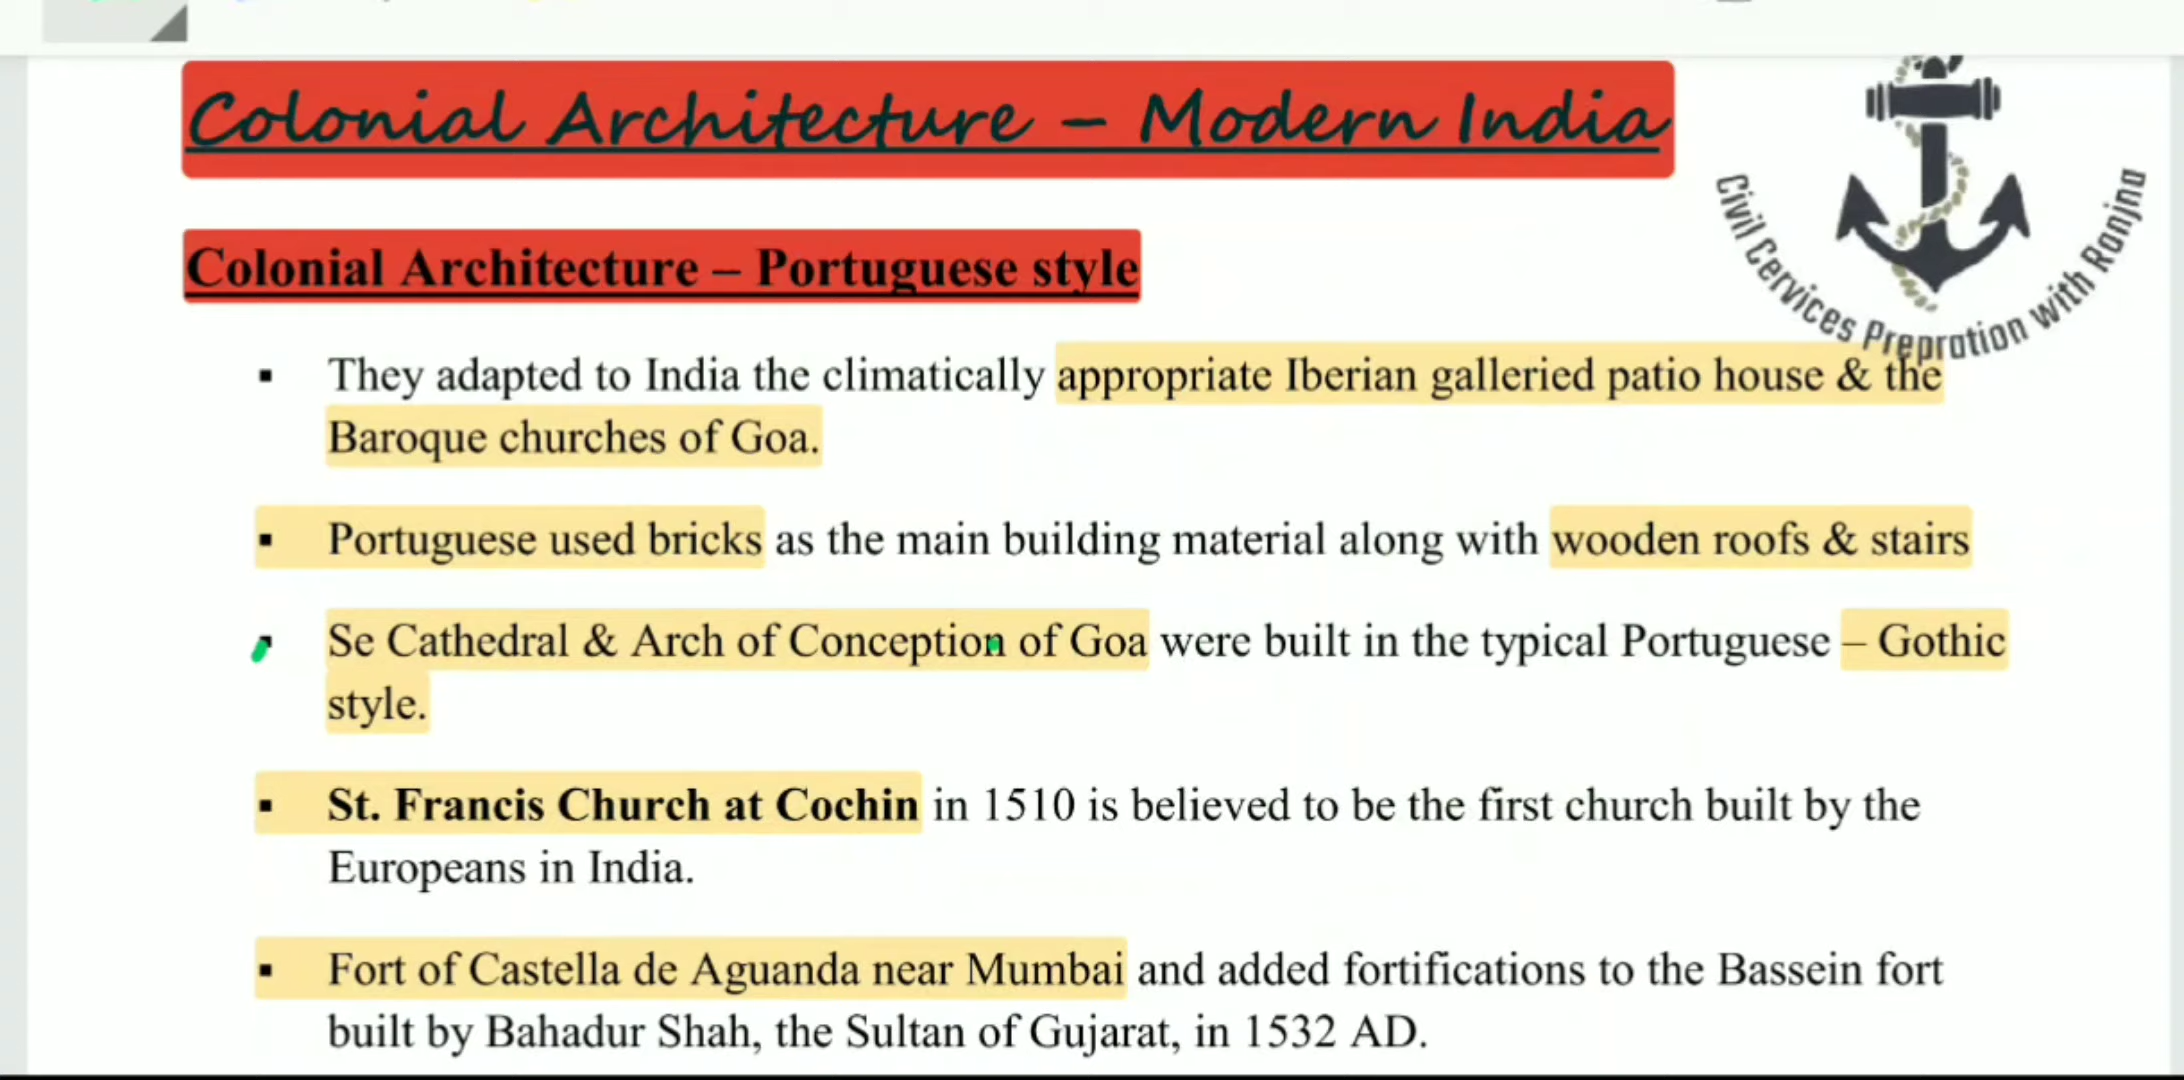 Colonial Architecture – Modern India
Civil Cervices Prepration with Ranjna
Colonial Architecture – Portuguese style
▪ They adapted to India the climatically appropriate Iberian galleried patio house & the
Baroque churches of Goa.
▪ Portuguese used bricks as the main building material along with wooden roofs & stairs
▪ Se Cathedral & Arch of Conception of Goa were built in the typical Portuguese – Gothic
style.
▪ St. Francis Church at Cochin in 1510 is believed to be the first church built by the
Europeans in India.
▪ Fort of Castella de Aguanda near Mumbai and added fortifications to the Bassein fort
built by Bahadur Shah, the Sultan of Gujarat, in 1532 AD.